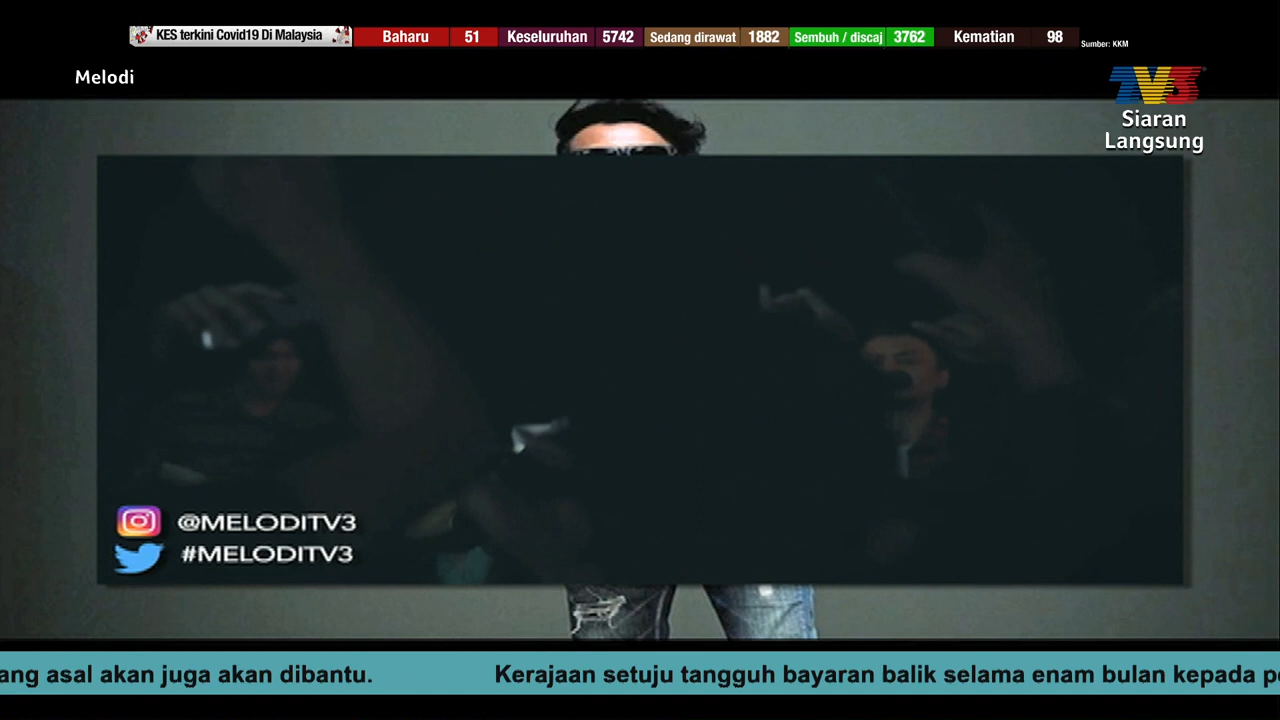 KES terkini Covid19 Di Malaysia Baharu 51 Keseluruhan 5742 Sedang dirawat 1882 Sembuh / discaj 3762 Kematian 98 Sumber: KKM
Melodi
TV3
Siaran
Langsung
@MELODITV3
#MELODITV3
ang asal akan juga akan dibantu. Kerajaan setuju tangguh bayaran balik selama enam bulan kepada